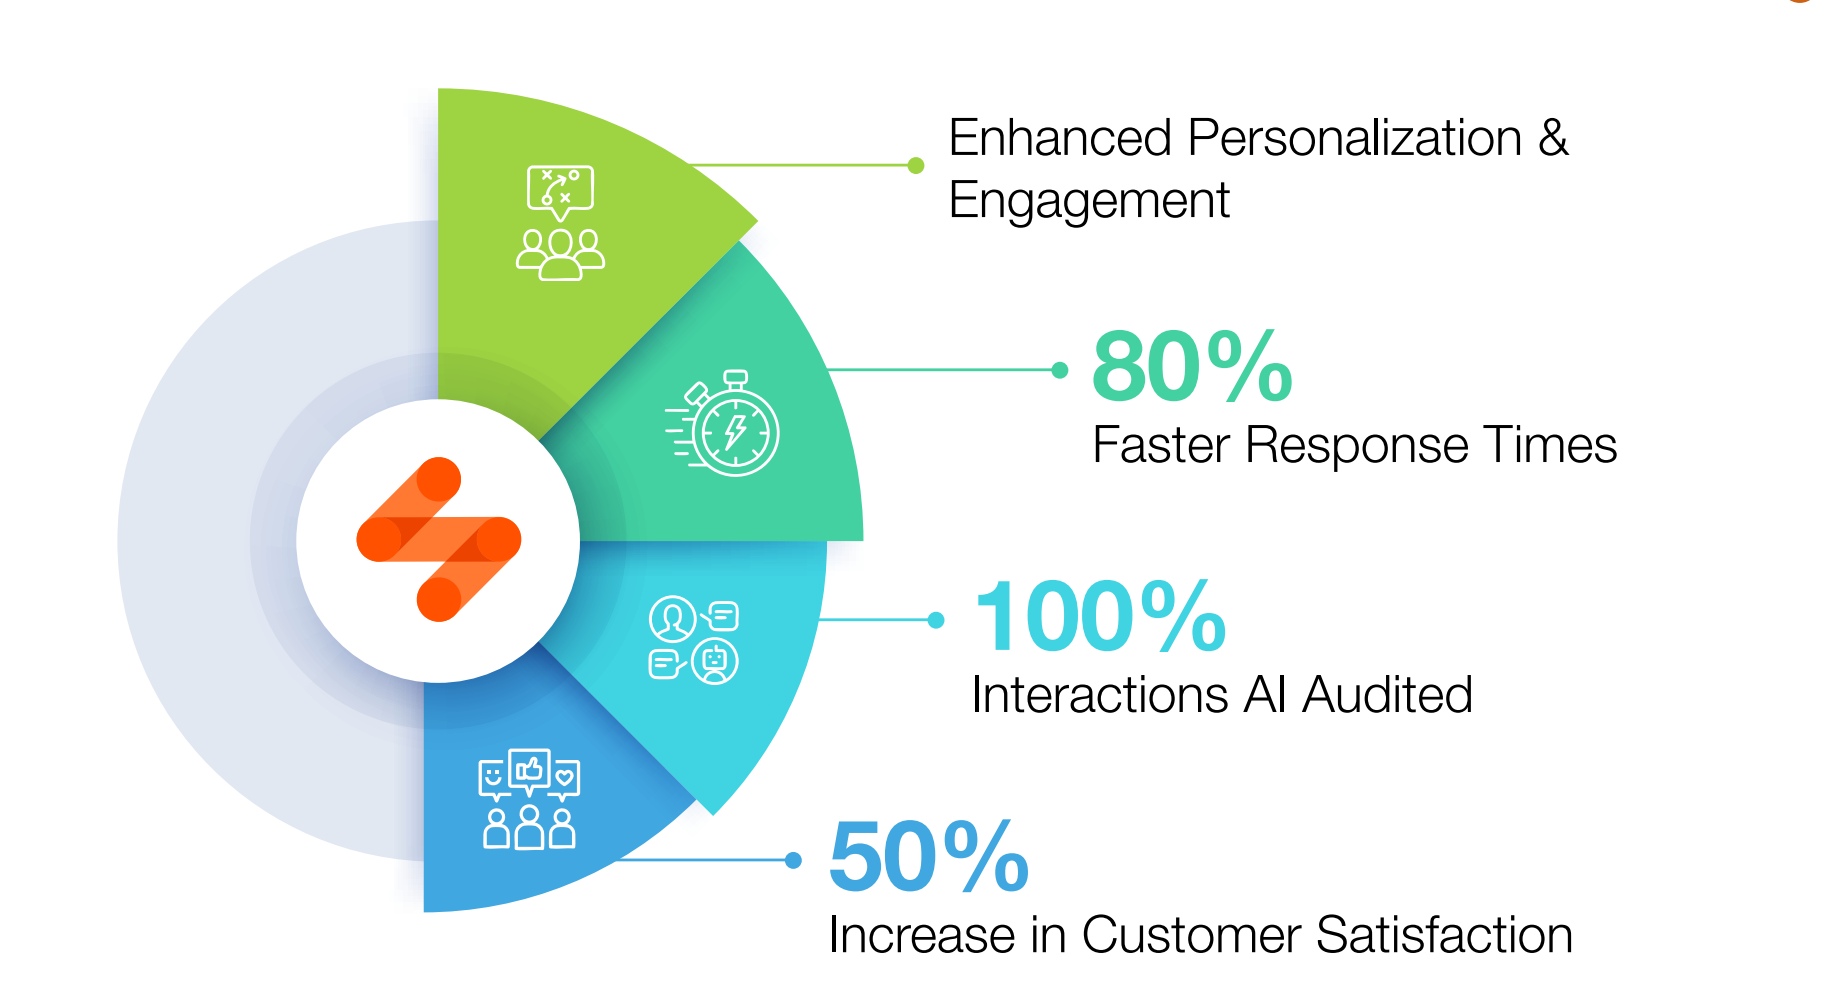 Enhanced Personalization &
Engagement
80%
Faster Response Times
100%
Interactions AI Audited
50%
Increase in Customer Satisfaction